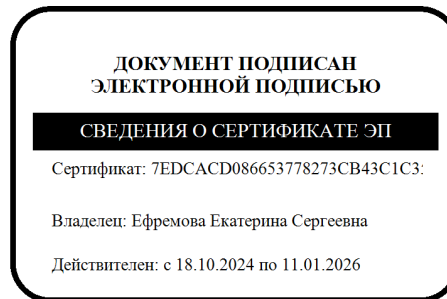 ДОКУМЕНТ ПОДПИСАН
ЭЛЕКТРОННОЙ ПОДПИСЬЮ
СВЕДЕНИЯ О СЕРТИФИКАТЕ ЭП
Сертификат: 7EDCACD086653778273CB43C1C3:
Владелец: Ефремова Екатерина Сергеевна
Действителен: с 18.10.2024 по 11.01.2026